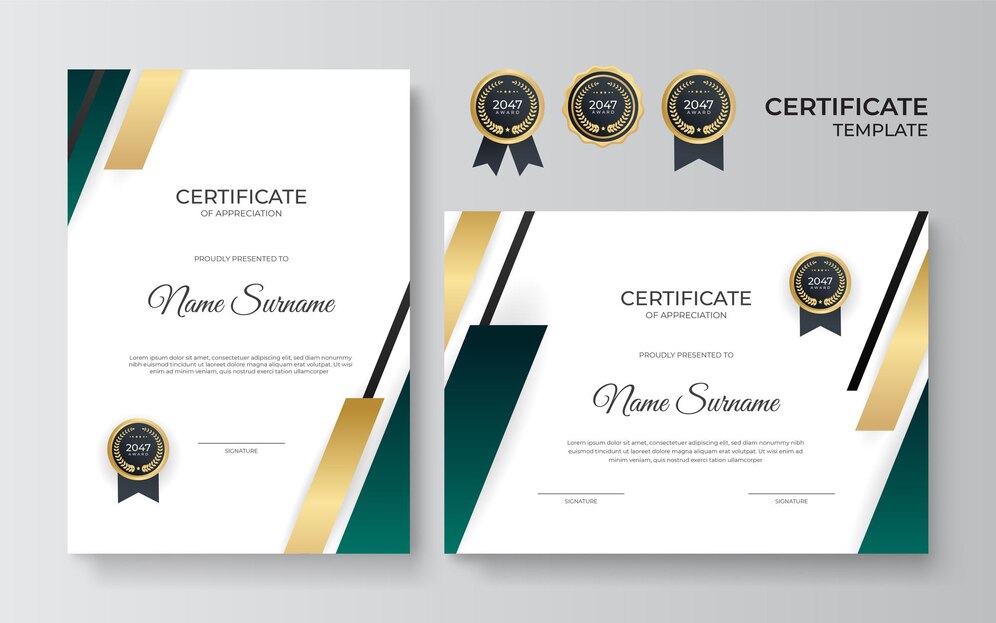 CERTIFICATE
OF APPRECIATION
PROUDLY PRESENTED TO
Name Surname
Lorem ipsum dolor sit amet, consectetuer adipiscing elit,
sed diam nonummy nibh euismod tincidunt ut laoreet dolore magna aliquam erat volutpat. Ut wisi
enim ad minim veniam, quis nostrud exerci tation ullamcorper
2047
AWARD
SIGNATURE
2047
AWARD
2047
AWARD
2047
AWARD
CERTIFICATE
TEMPLATE
2047
AWARD
CERTIFICATE
OF APPRECIATION
PROUDLY PRESENTED TO
Name Surname
Lorem ipsum dolor sit amet, consectetuer adipiscing elit, sed diam nonummy nibh
euismod tincidunt ut laoreet dolore magna aliquam erat volutpat. Ut wisi enim ad
minim veniam, quis nostrud exerci tation ullamcorper
SIGNATURE
SIGNATURE